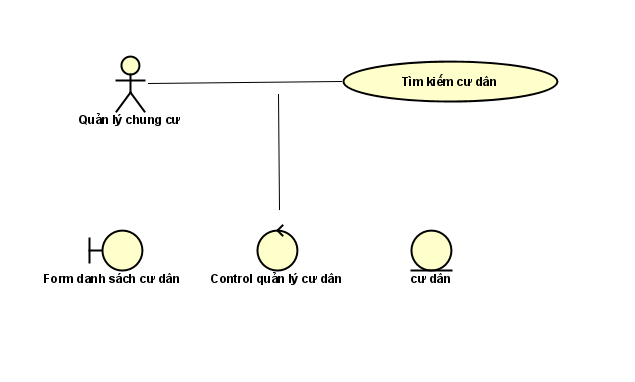 Tìm kiếm cư dân
Quản lý chung cư
Form danh sách cư dân
Control quản lý cư dân
cư dân